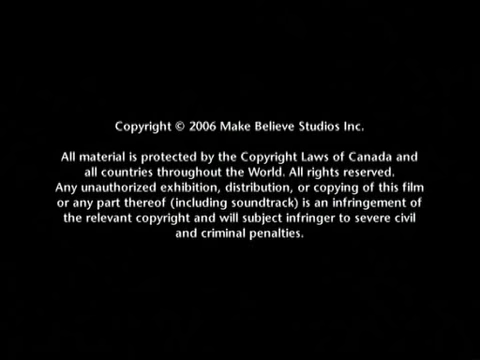 Copyright © 2006 Make Believe Studios Inc.
All material is protected by the Copyright Laws of Canada and
all countries throughout the World. All rights reserved.
Any unauthorized exhibition, distribution, or copying of this film
or any part thereof (including soundtrack) is an infringement of
the relevant copyright and will subject infringer to severe civil
and criminal penalties.